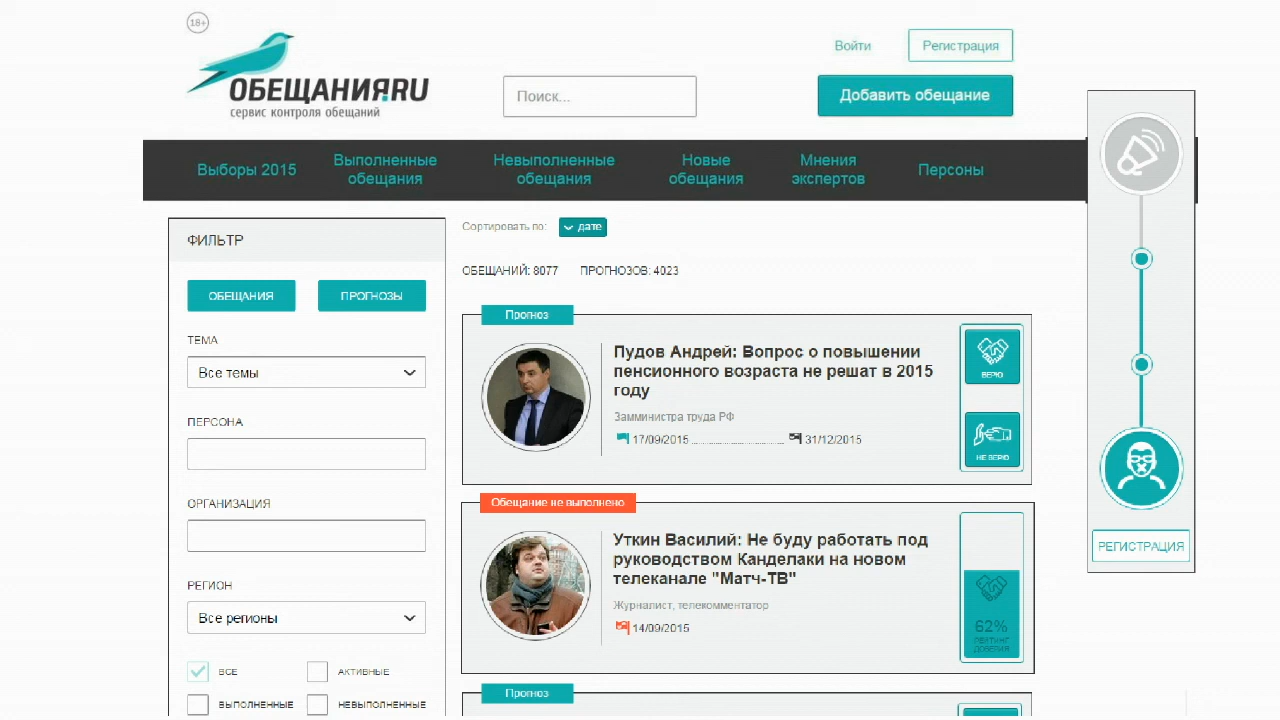 18+
ОБЕЩАНИЯ.RU
сервис контроля обещаний
Поиск...
Войти
Регистрация
Добавить обещание
Выборы 2015
Выполненные
обещания
Невыполненные
обещания
Новые
обещания
Мнения
экспертов
Персоны
ФИЛЬТР
ОБЕЩАНИЯ
ПРОГНОЗЫ
ТЕМА
Все темы
ПЕРСОНА
ОРГАНИЗАЦИЯ
РЕГИОН
Все регионы
ВСЕ
АКТИВНЫЕ
ВЫПОЛНЕННЫЕ
НЕВЫПОЛНЕННЫЕ
Сортировать по:
дате
ОБЕЩАНИЙ: 8077
ПРОГНОЗОВ: 4023
Прогноз
Пудов Андрей: Вопрос о повышении
пенсионного возраста не решат в 2015
году
Замминистра труда РФ
17/09/2015
31/12/2015
ВЕРЮ
НЕ ВЕРЮ
Обещание не выполнено
Уткин Василий: Не буду работать под
руководством Канделаки на новом
телеканале "Матч-ТВ"
Журналист, телекомментатор
14/09/2015
62%
РЕЙТИНГ
ДОВЕРИЯ
Прогноз
РЕГИСТРАЦИЯ